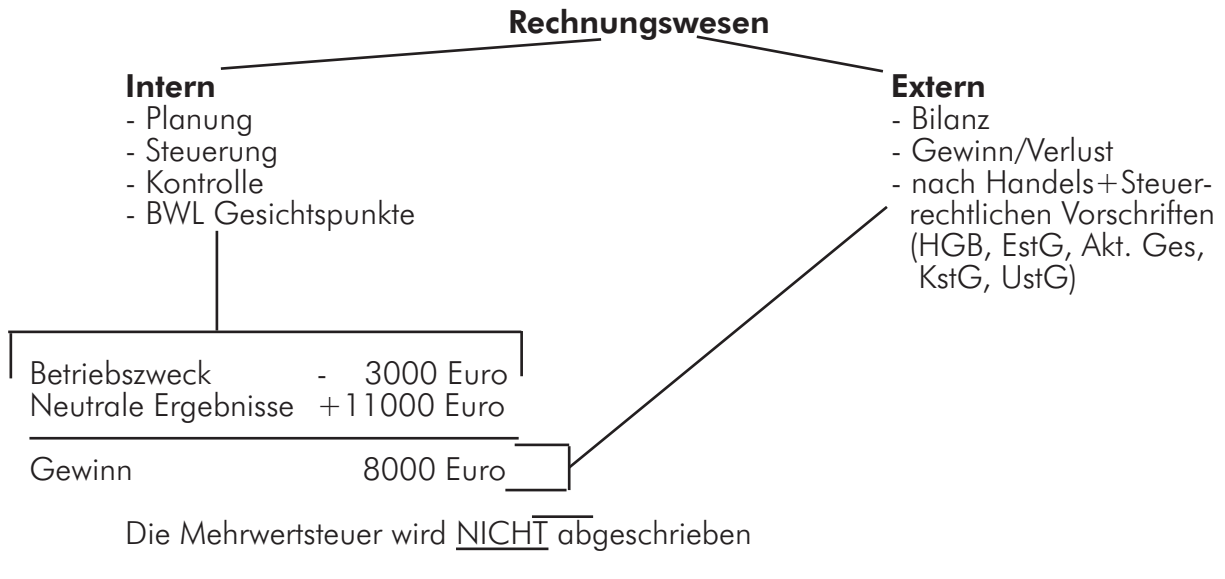 Rechnungswesen
Intern
- Planung
- Steuerung
- Kontrolle
- BWL Gesichtspunkte
Extern
- Bilanz
- Gewinn/Verlust
- nach Handels+Steuer-
rechtlichen Vorschriften
(HGB, EstG, Akt. Ges,
KstG, UstG)
Betriebszweck - 3000 Euro
Neutrale Ergebnisse +11000 Euro
Gewinn 8000 Euro
Die Mehrwertsteuer wird NICHT abgeschrieben